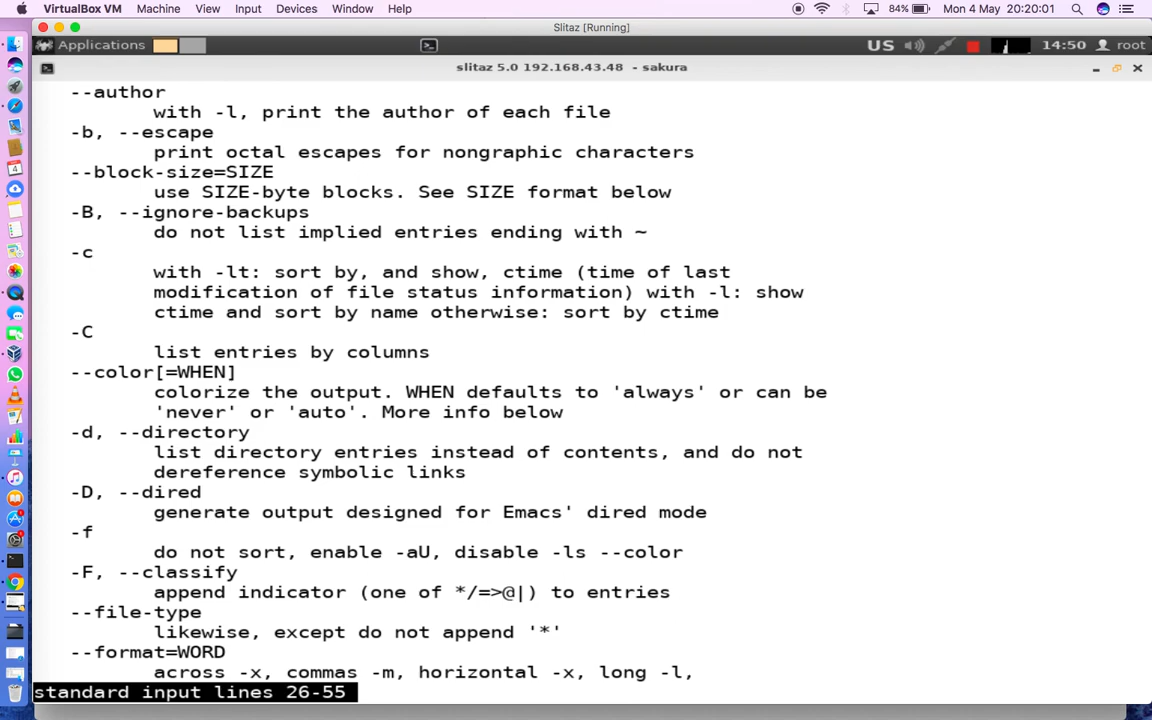 VirtualBox VM Machine View Input Devices Window Help 84% Mon 4 May 20:20:01
Slitaz [Running]
Applications US 14:50 root
slitaz 5.0 192.168.43.48 - sakura
--author
with -l, print the author of each file
-b, --escape
print octal escapes for nongraphic characters
--block-size=SIZE
use SIZE-byte blocks. See SIZE format below
-B, --ignore-backups
do not list implied entries ending with ~
-c
with -lt: sort by, and show, ctime (time of last
modification of file status information) with -l: show
ctime and sort by name otherwise: sort by ctime
-C
list entries by columns
--color[=WHEN]
colorize the output. WHEN defaults to 'always' or can be
'never' or 'auto'. More info below
-d, --directory
list directory entries instead of contents, and do not
dereference symbolic links
-D, --dired
generate output designed for Emacs' dired mode
-f
do not sort, enable -aU, disable -ls --color
-F, --classify
append indicator (one of */=>@|) to entries
--file-type
likewise, except do not append '*'
--format=WORD
across -x, commas -m, horizontal -x, long -l,
standard input lines 26-55